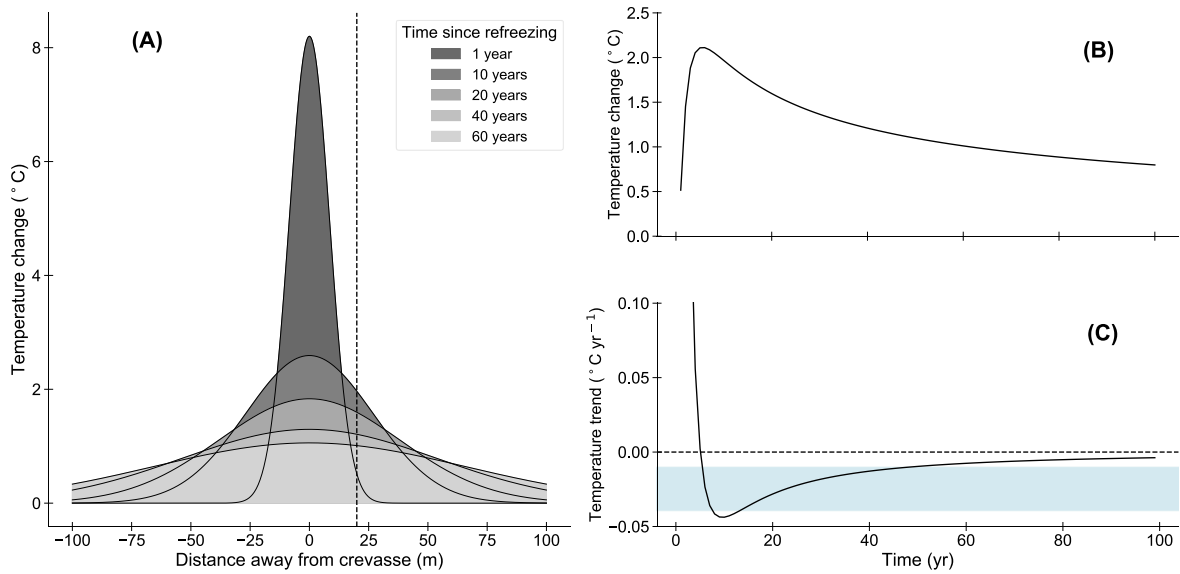 (A)
Time since refreezing
1 year
10 years
20 years
40 years
60 years
Temperature change (°C)
8
6
4
2
0
−100 −75 −50 −25 0 25 50 75 100
Distance away from crevasse (m)
(B)
Temperature change (°C)
2.5
2.0
1.5
1.0
0.5
0.0
(C)
Temperature trend (°C yr⁻¹)
0.10
0.05
0.00
−0.05
0 20 40 60 80 100
Time (yr)